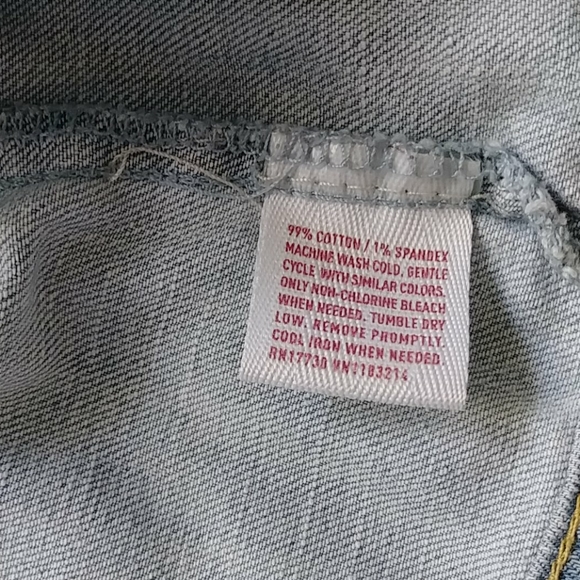 99% COTTON / 1% SPANDEX
MACHINE WASH COLD, GENTLE
CYCLE WITH SIMILAR COLORS.
ONLY NON-CHLORINE BLEACH
WHEN NEEDED. TUMBLE DRY
LOW. REMOVE PROMPTLY.
COOL IRON WHEN NEEDED.
RN17730 VN1183214